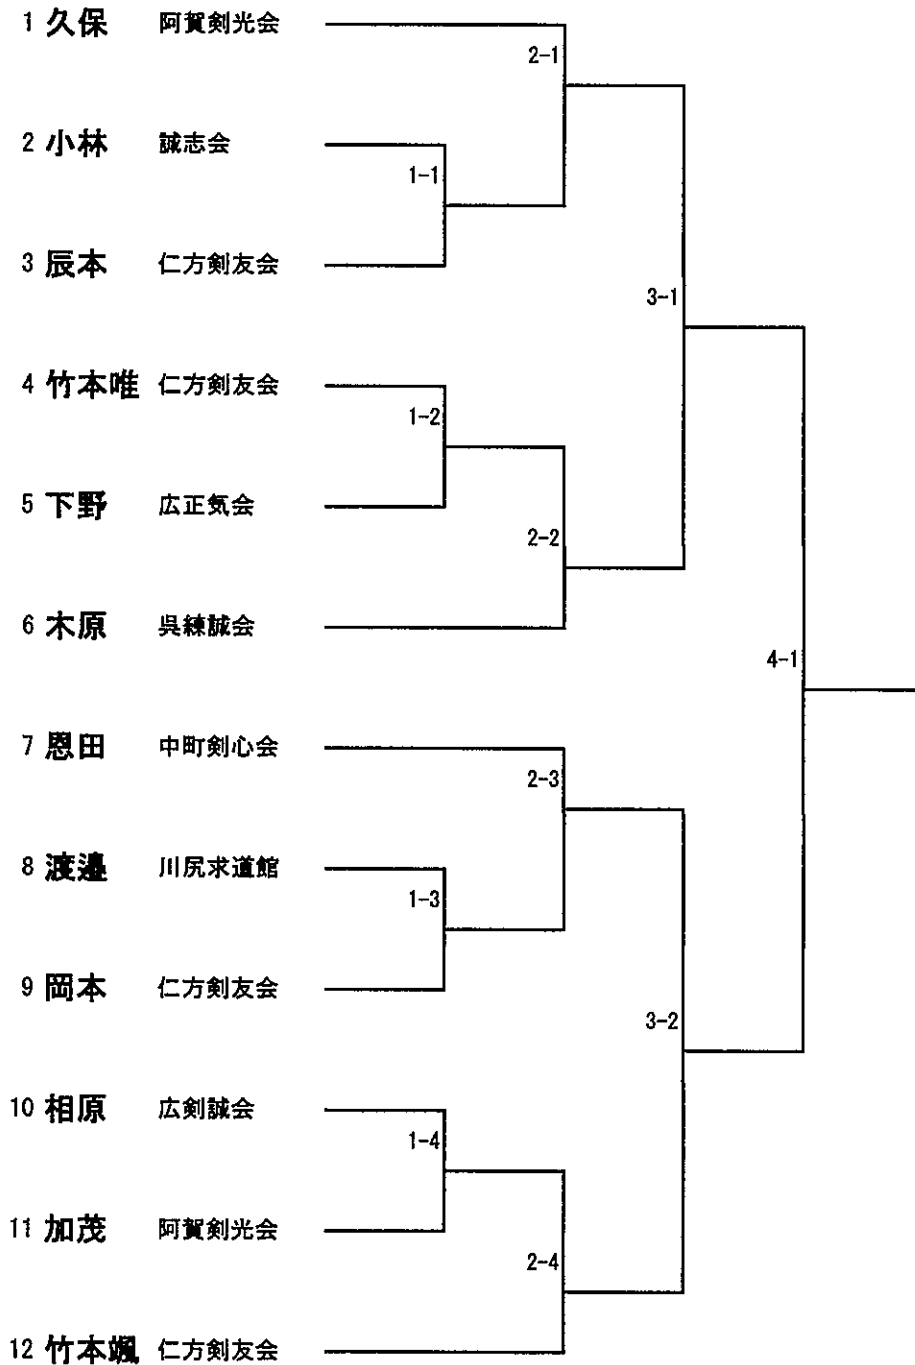 1 久保 阿賀剣光会
2-1
2 小林 誠志会
1-1
3 辰本 仁方剣友会
3-1
4 竹本唯 仁方剣友会
1-2
5 下野 広正気会
2-2
6 木原 呉練誠会
4-1
7 恩田 中町剣心会
2-3
8 渡邉 川尻求道館
1-3
9 岡本 仁方剣友会
3-2
10 相原 広剣誠会
1-4
11 加茂 阿賀剣光会
2-4
12 竹本颯 仁方剣友会